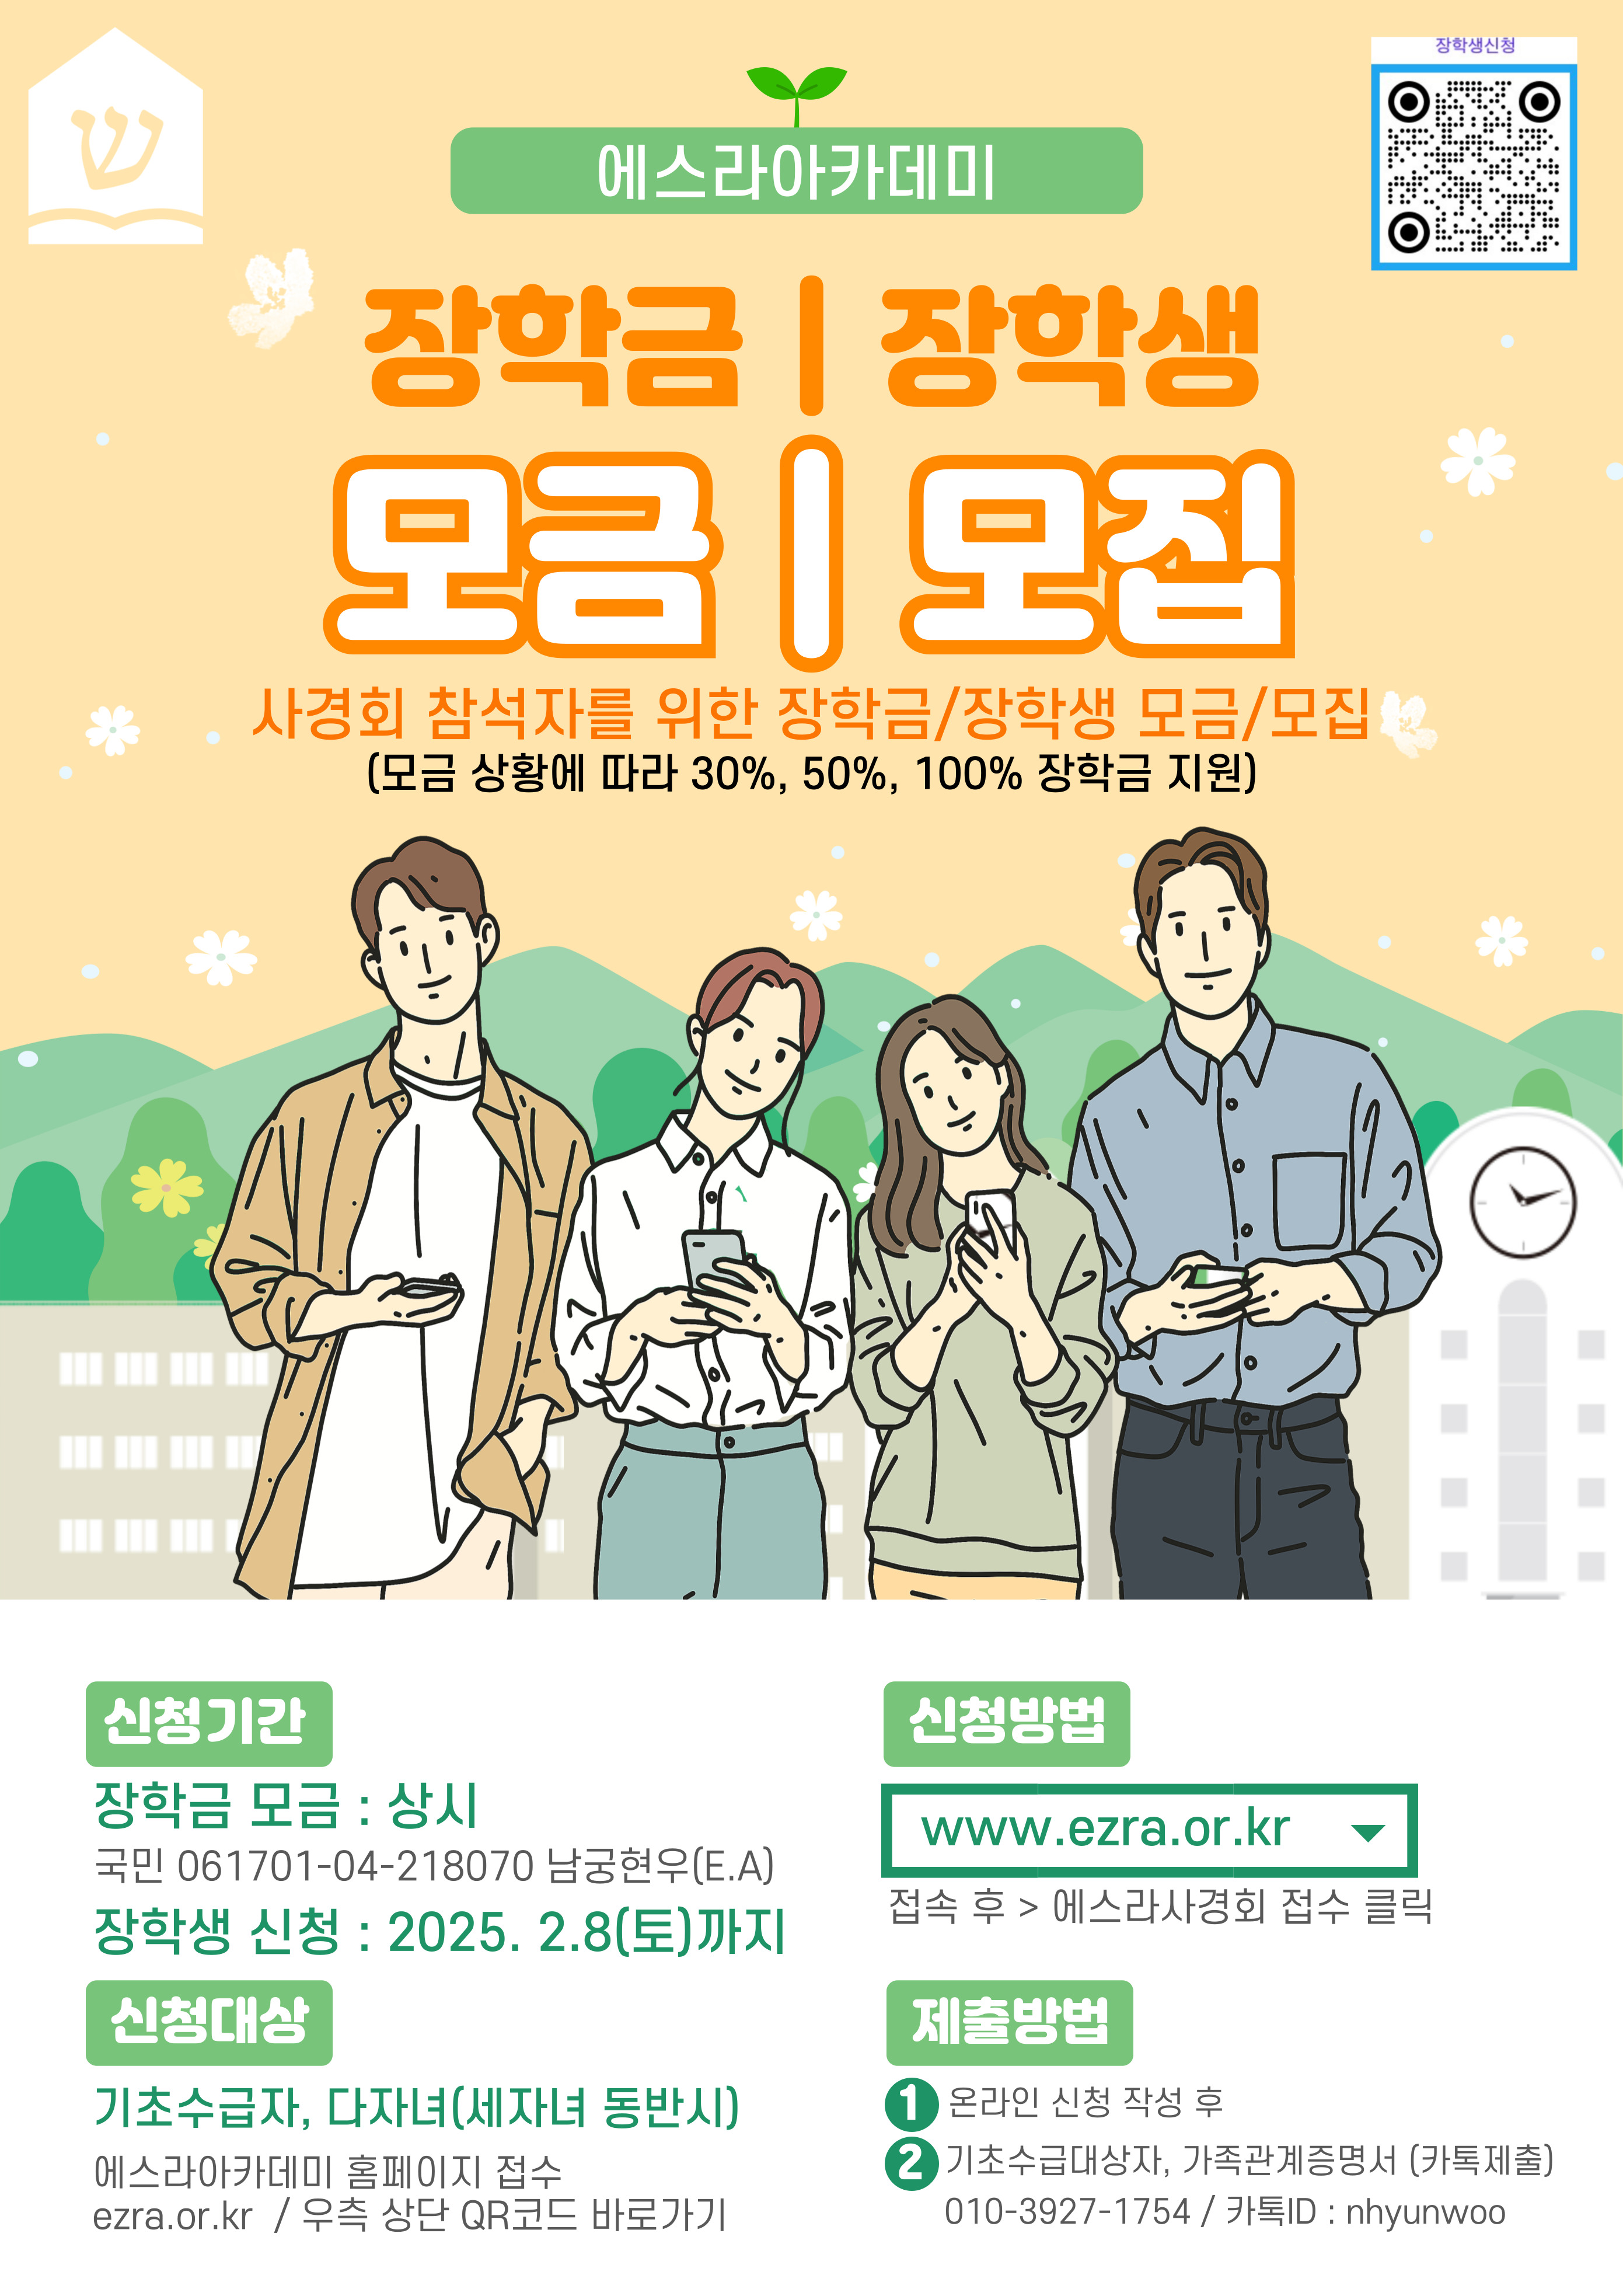 ש
장학생신청
에스라아카데미
장학금 | 장학생
모금 | 모집
사경회 참석자를 위한 장학금/장학생 모금/모집
(모금 상황에 따라 30%, 50%, 100% 장학금 지원)
신청기간
장학금 모금 : 상시
국민 061701-04-218070 남궁현우(E.A)
장학생 신청 : 2025. 2.8(토)까지
신청대상
기초수급자, 다자녀(세자녀 동반시)
에스라아카데미 홈페이지 접수
ezra.or.kr / 우측 상단 QR코드 바로가기
신청방법
www.ezra.or.kr
접속 후 > 에스라사경회 접수 클릭
제출방법
1 온라인 신청 작성 후
2 기초수급대상자, 가족관계증명서 (카톡제출)
010-3927-1754 / 카톡ID : nhyunwoo